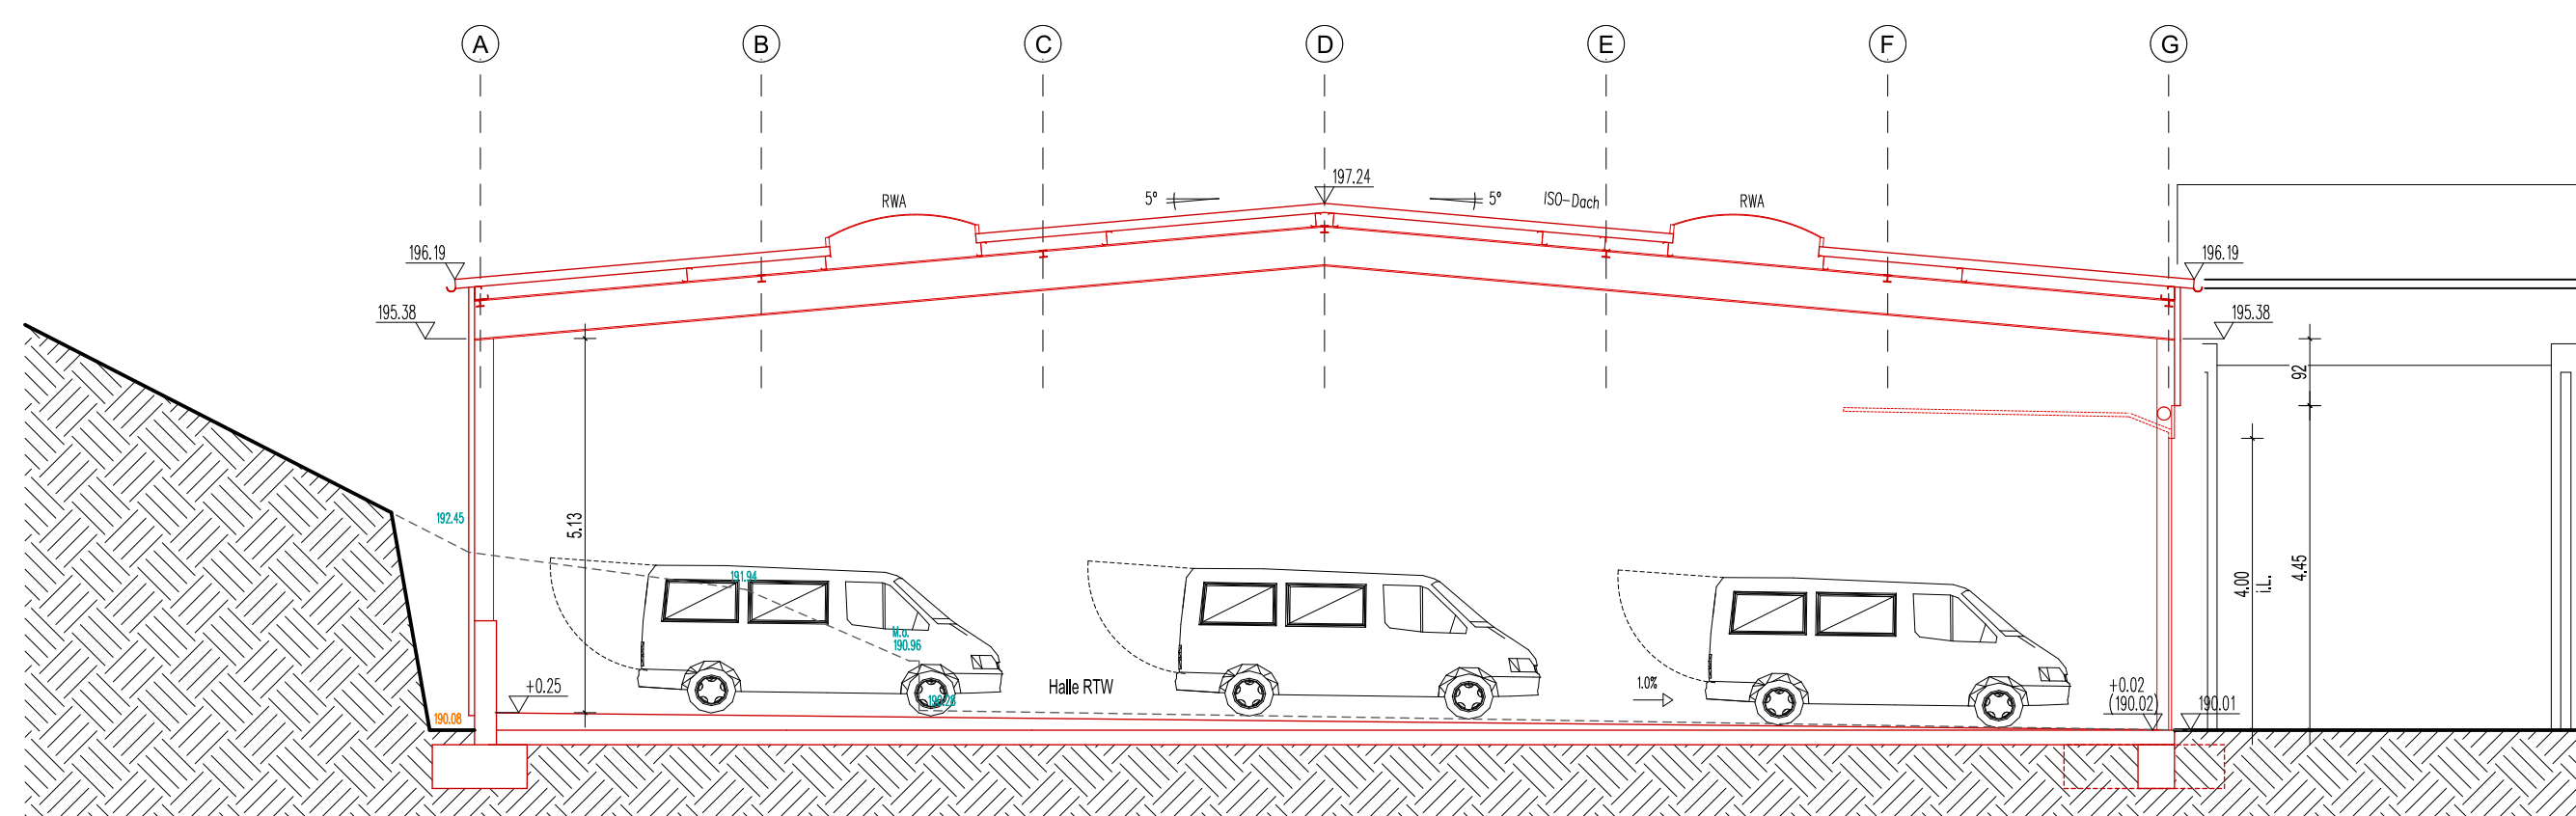 A B C D E F G
197.24
5° 5° ISO-Dach
RWA RWA
196.19 196.19
195.38 195.38
92
192.45
5.13
4.00
i.L.
4.45
191.94
M.o.
190.96
+0.25
Halle RTW
1.0%
190.28
+0.02
(190.02)
190.01
190.08